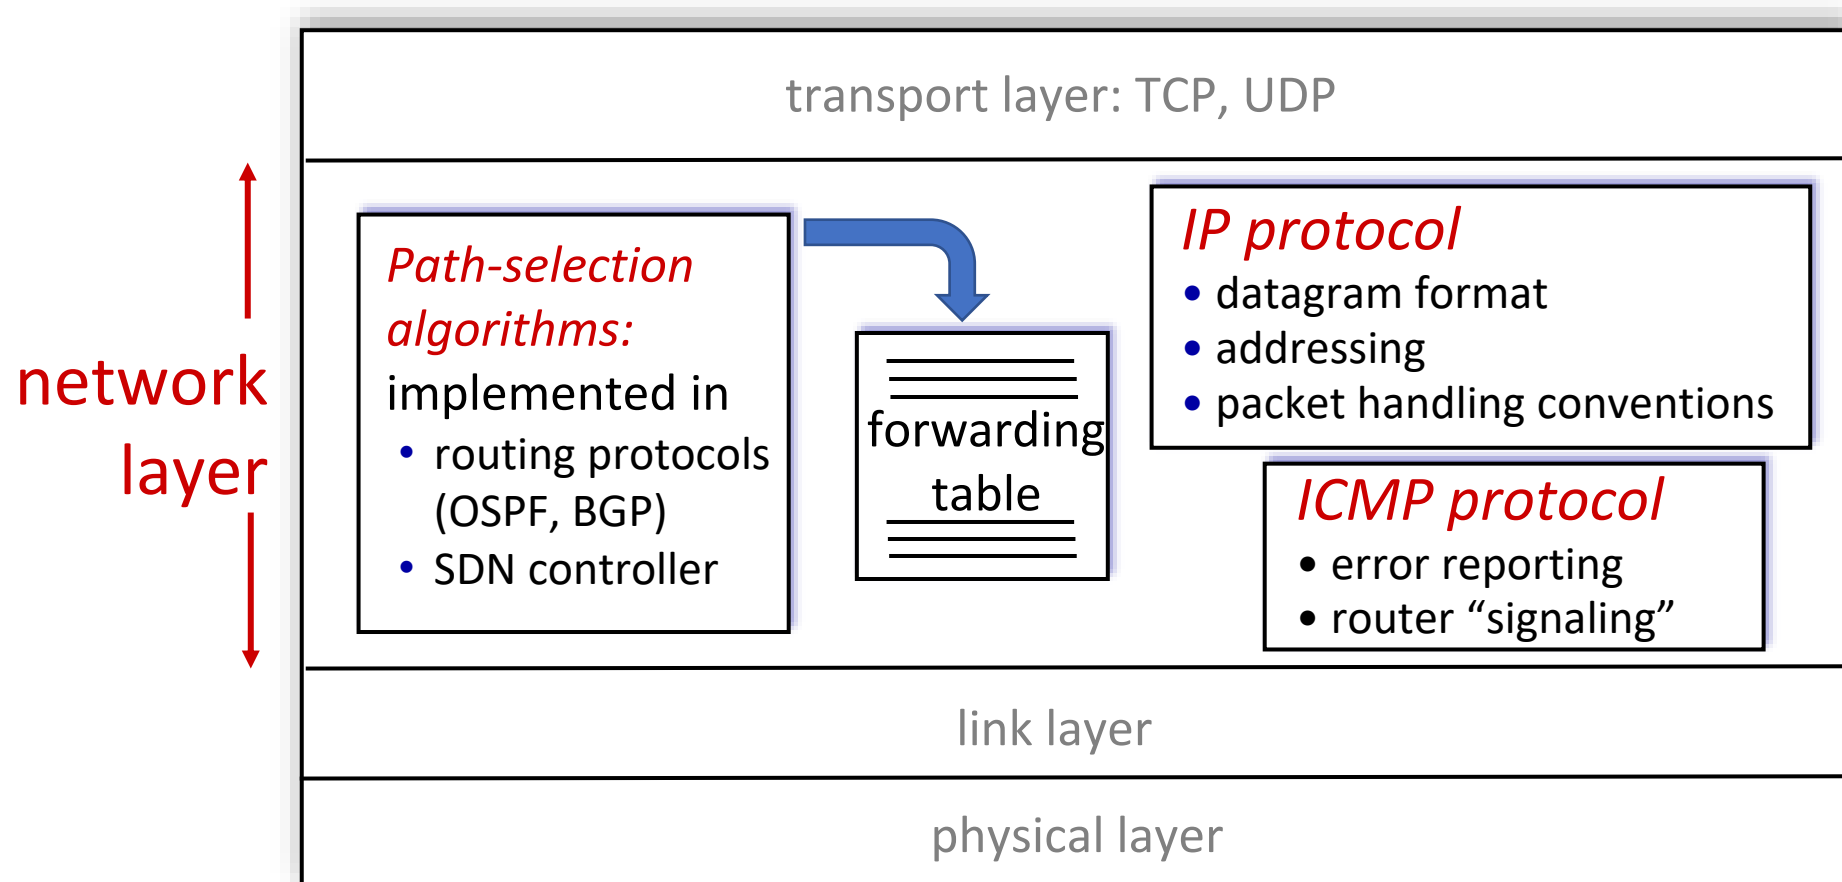 transport layer: TCP, UDP
network
layer
Path-selection
algorithms:
implemented in
• routing protocols
(OSPF, BGP)
• SDN controller
forwarding
table
IP protocol
• datagram format
• addressing
• packet handling conventions
ICMP protocol
• error reporting
• router “signaling”
link layer
physical layer